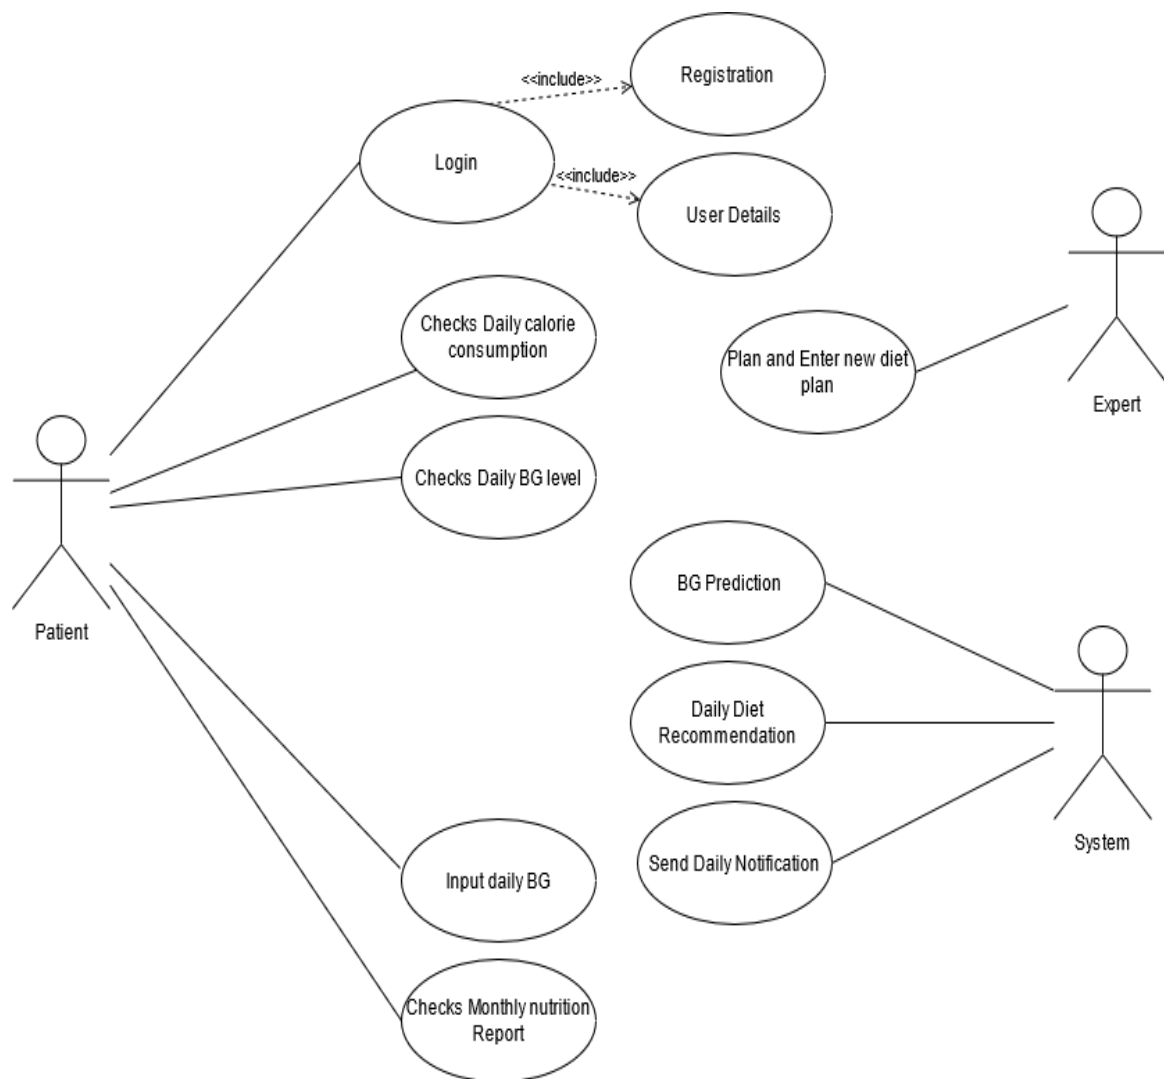 Registration
<<include>>
Login
<<include>>
User Details
Checks Daily calorie
consumption
Plan and Enter new diet
plan
Expert
Checks Daily BG level
BG Prediction
Patient
Daily Diet
Recommendation
System
Send Daily Notification
Input daily BG
Checks Monthly nutrition
Report